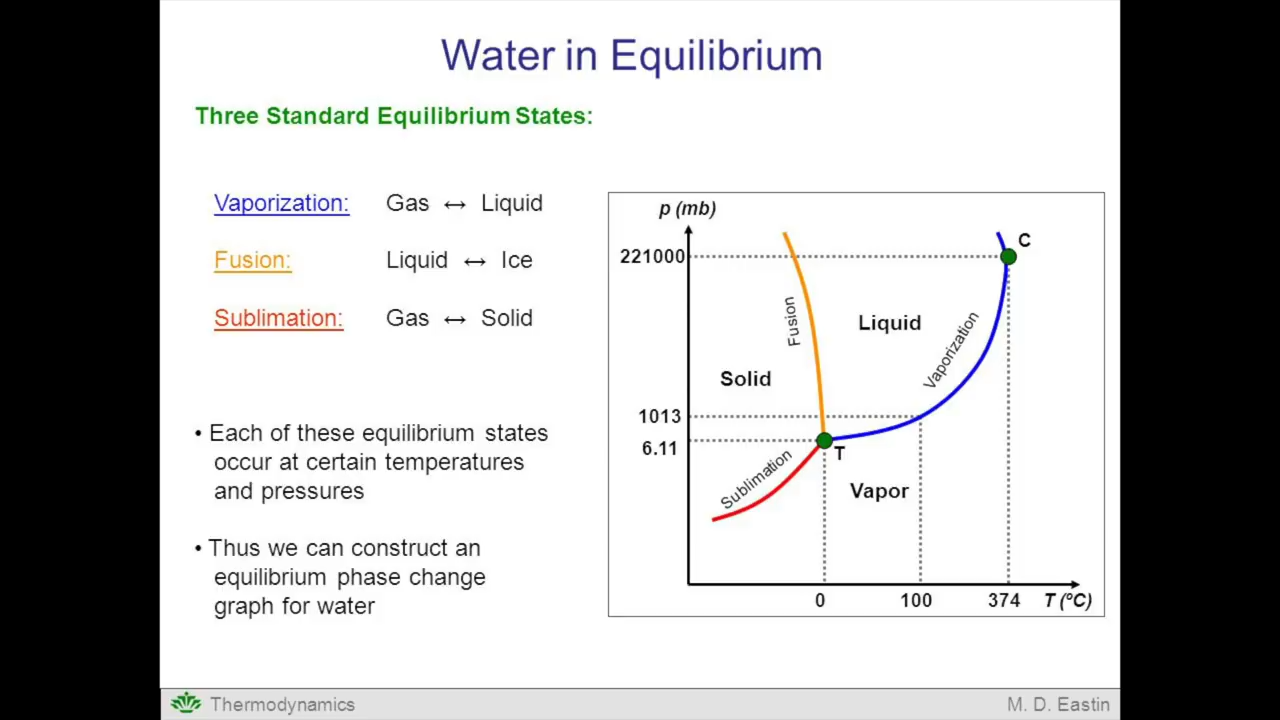 Water in Equilibrium
Three Standard Equilibrium States:
Vaporization: Gas ↔ Liquid
Fusion: Liquid ↔ Ice
Sublimation: Gas ↔ Solid
• Each of these equilibrium states
occur at certain temperatures
and pressures
• Thus we can construct an
equilibrium phase change
graph for water
p (mb)
C
221000
Fusion
Liquid
Vaporization
Solid
1013
6.11
T
Sublimation
Vapor
0 100 374 T (°C)
Thermodynamics
M. D. Eastin